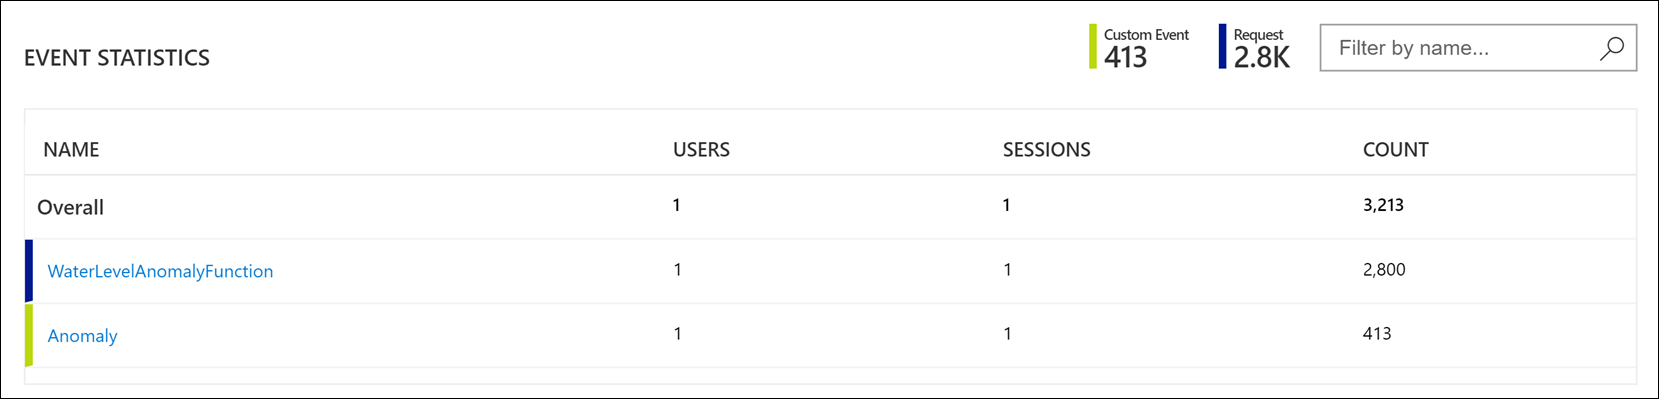 EVENT STATISTICS
Custom Event
413
Request
2.8K
Filter by name...
NAME USERS SESSIONS COUNT
Overall 1 1 3,213
WaterLevelAnomalyFunction 1 1 2,800
Anomaly 1 1 413